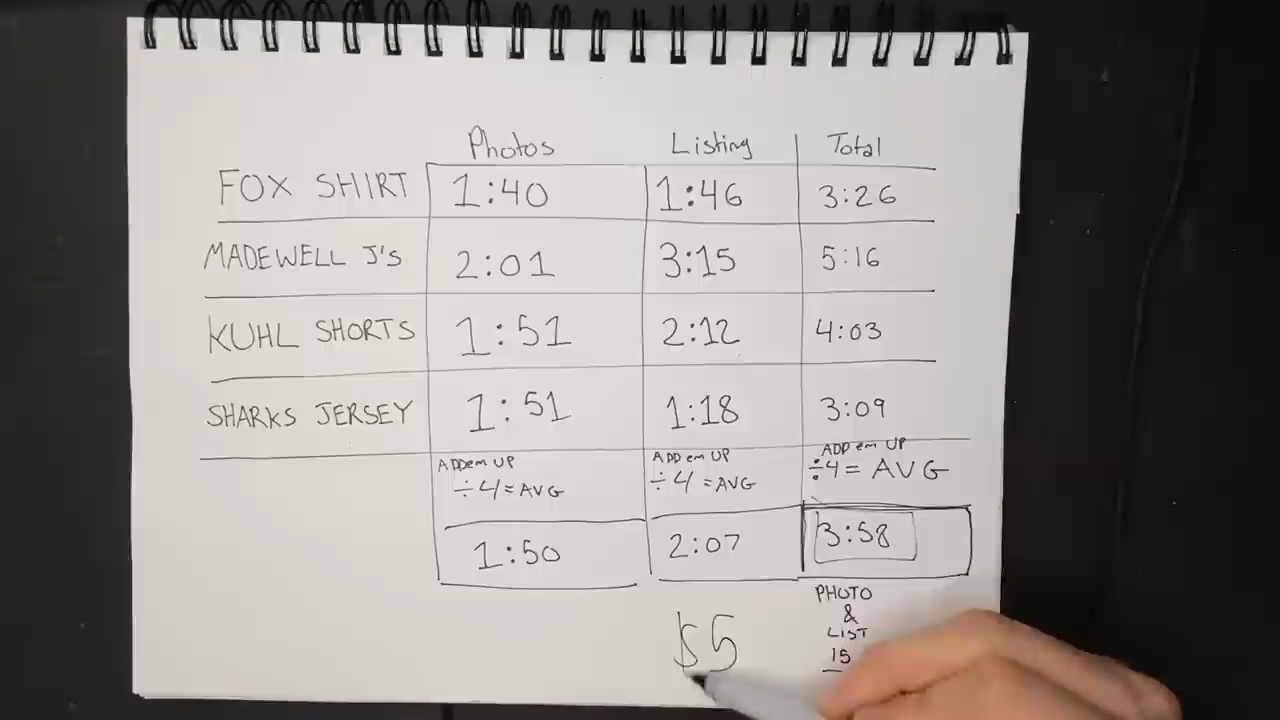 Photos Listing Total
FOX SHIRT 1:40 1:46 3:26
MADEWELL J's 2:01 3:15 5:16
KUHL SHORTS 1:51 2:12 4:03
SHARKS JERSEY 1:51 1:18 3:09
ADD em UP ADD em UP ADD em UP
÷4=AVG ÷4=AVG ÷4= AVG
1:50 2:07 3:58
PHOTO
&
LIST
$5 15